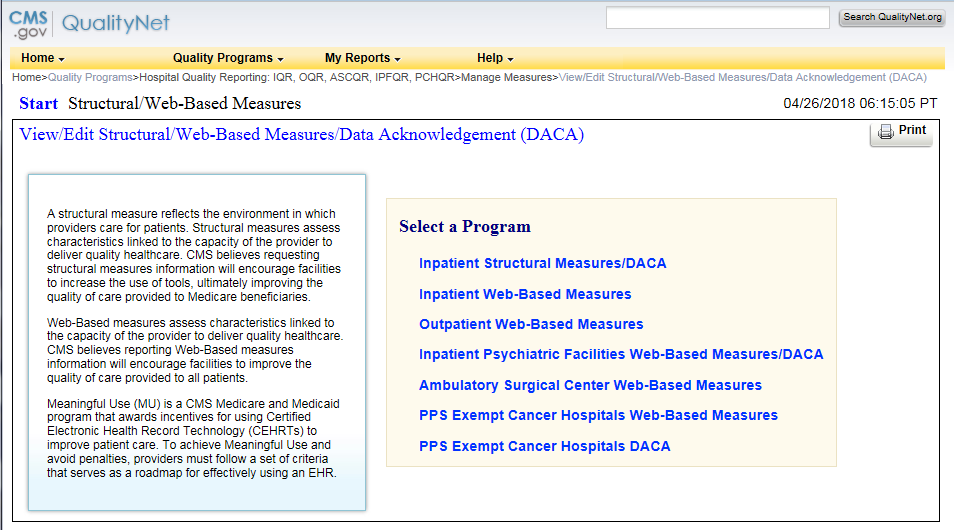 CMS
.gov
QualityNet
Search QualityNet.org
Home Quality Programs My Reports Help
Home>Quality Programs>Hospital Quality Reporting: IQR, OQR, ASCQR, IPFQR, PCHQR>Manage Measures>View/Edit Structural/Web-Based Measures/Data Acknowledgement (DACA)
Start Structural/Web-Based Measures
04/26/2018 06:15:05 PT
View/Edit Structural/Web-Based Measures/Data Acknowledgement (DACA)
Print
A structural measure reflects the environment in which
providers care for patients. Structural measures assess
characteristics linked to the capacity of the provider to
deliver quality healthcare. CMS believes requesting
structural measures information will encourage facilities
to increase the use of tools, ultimately improving the
quality of care provided to Medicare beneficiaries.
Web-Based measures assess characteristics linked to
the capacity of the provider to deliver quality healthcare.
CMS believes reporting Web-Based measures
information will encourage facilities to improve the
quality of care provided to all patients.
Meaningful Use (MU) is a CMS Medicare and Medicaid
program that awards incentives for using Certified
Electronic Health Record Technology (CEHRTs) to
improve patient care. To achieve Meaningful Use and
avoid penalties, providers must follow a set of criteria
that serves as a roadmap for effectively using an EHR.
Select a Program
Inpatient Structural Measures/DACA
Inpatient Web-Based Measures
Outpatient Web-Based Measures
Inpatient Psychiatric Facilities Web-Based Measures/DACA
Ambulatory Surgical Center Web-Based Measures
PPS Exempt Cancer Hospitals Web-Based Measures
PPS Exempt Cancer Hospitals DACA